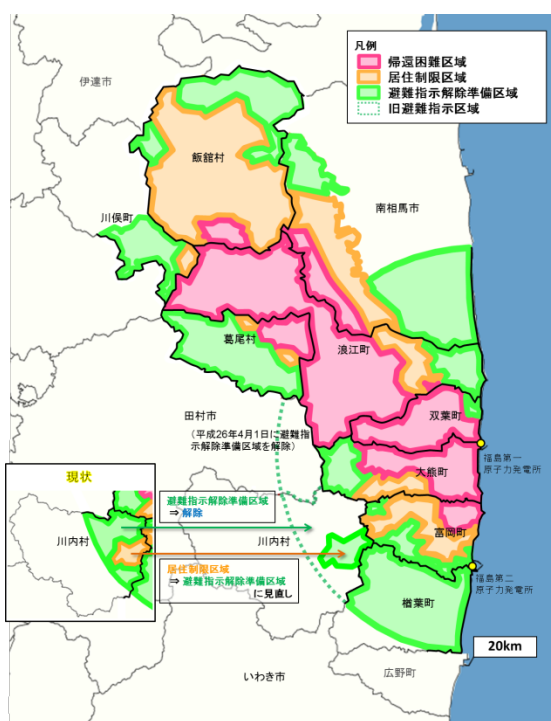 凡例
帰還困難区域
居住制限区域
避難指示解除準備区域
旧避難指示区域
伊達市
飯舘村
川俣町
南相馬市
葛尾村
浪江町
田村市
(平成26年4月1日に避難指
示解除準備区域を解除)
双葉町
福島第一
原子力発電所
大熊町
現状
避難指示解除準備区域
⇒ 解除
川内村
川内村
居住制限区域
⇒ 避難指示解除準備区域
に見直し
富岡町
福島第二
原子力発電所
楢葉町
20km
広野町
いわき市